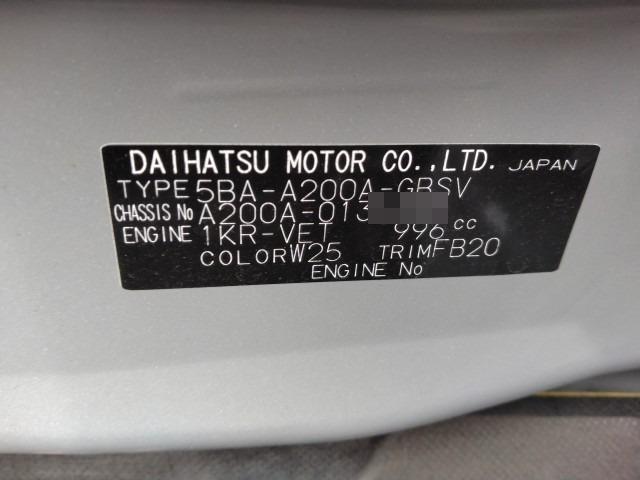 DAIHATSU MOTOR CO.,LTD. JAPAN
TYPE 5BA-A200A-GBSV
CHASSIS No A200A-013
ENGINE 1KR-VET 996 cc
COLOR W25 TRIM FB20
ENGINE No